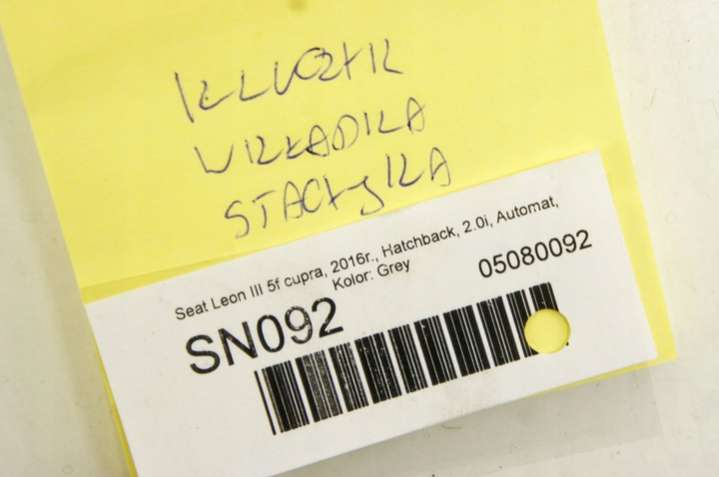 KLUCZYK
WKŁADKA
STACYJKA
Seat Leon III 5f cupra, 2016r., Hatchback, 2.0i, Automat,
Kolor: Grey
05080092
SN092